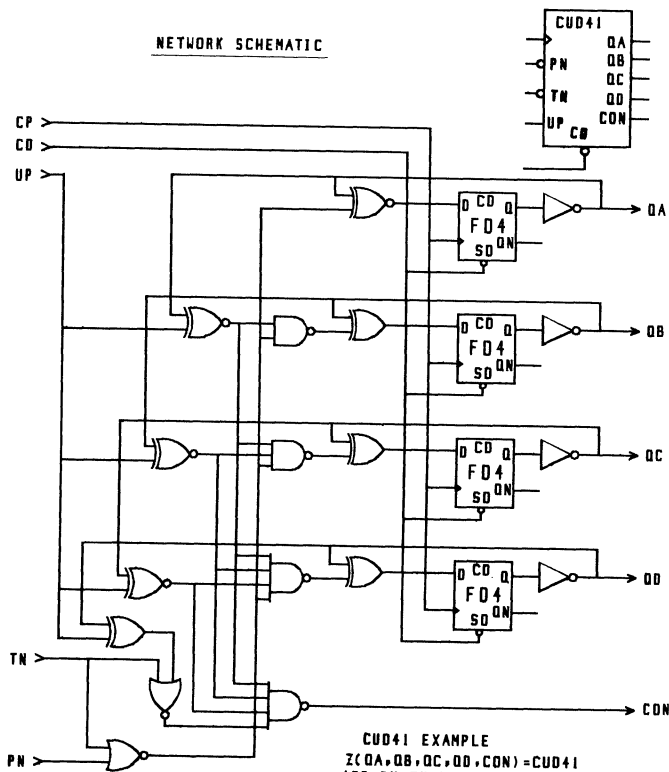 NETWORK SCHEMATIC
CUD41
PN
TN
UP
QA
QB
QC
QD
CON
CP
CD
UP
D CD Q
FD4
QN
SD
QA
D CD Q
FD4
QN
SD
QB
D CD Q
FD4
QN
SD
QC
D CD Q
FD4
QN
SD
QD
TN
CON
PN
CUD41 EXAMPLE
Z(QA,QB,QC,QD,CON)=CUD41